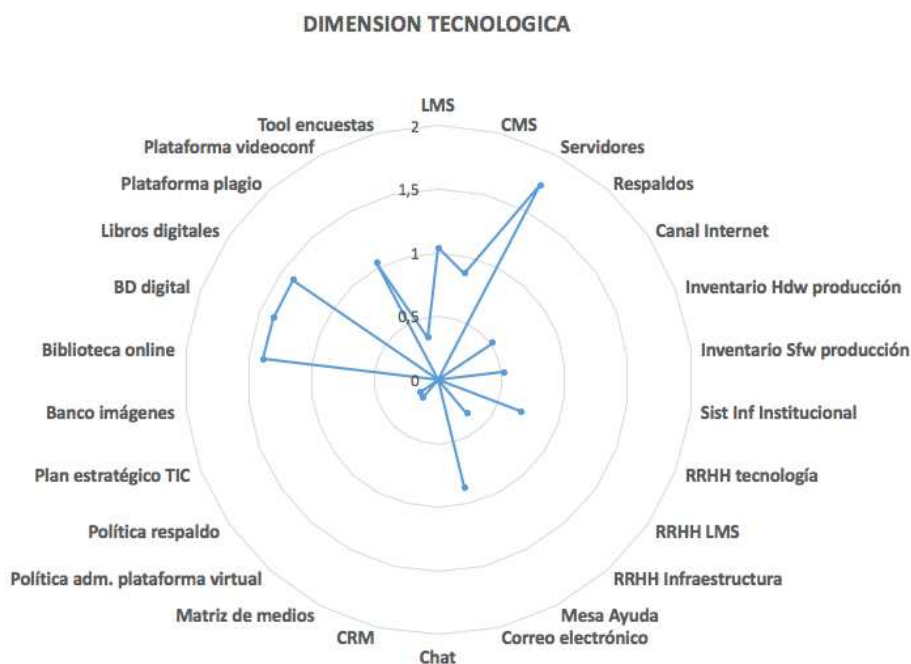 DIMENSION TECNOLOGICA
LMS
CMS
Servidores
Respaldos
Canal Internet
Inventario Hdw producción
Inventario Sfw producción
Sist Inf Institucional
RRHH tecnología
RRHH LMS
RRHH Infraestructura
Mesa Ayuda
Correo electrónico
Chat
CRM
Matriz de medios
Política adm. plataforma virtual
Política respaldo
Plan estratégico TIC
Banco imágenes
Biblioteca online
BD digital
Libros digitales
Plataforma plagio
Plataforma videoconf
Tool encuestas
2
1,5
1
0,5
0